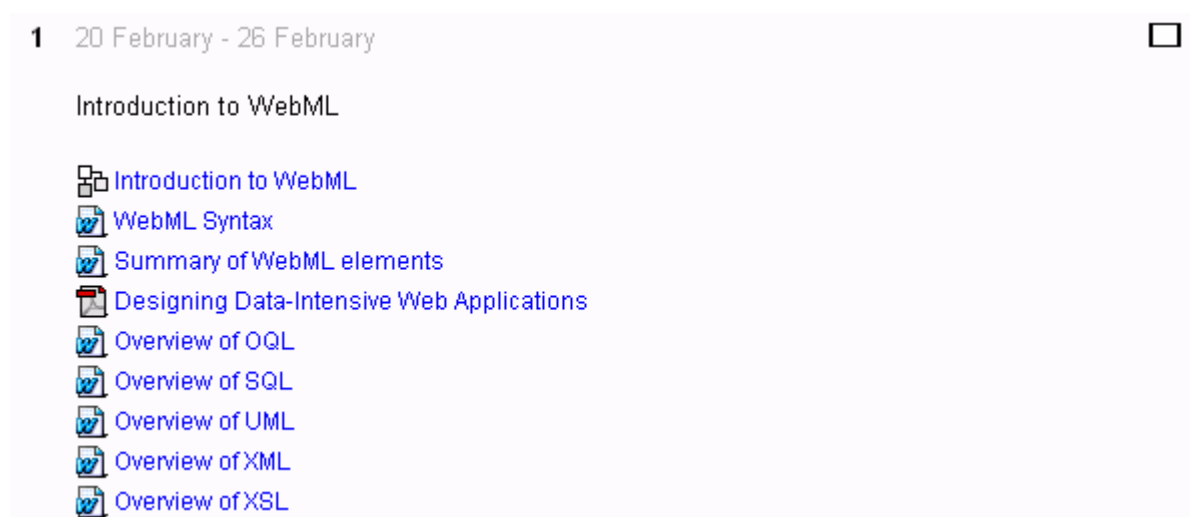 1 20 February - 26 February
Introduction to WebML
Introduction to WebML
WebML Syntax
Summary of WebML elements
Designing Data-Intensive Web Applications
Overview of OQL
Overview of SQL
Overview of UML
Overview of XML
Overview of XSL